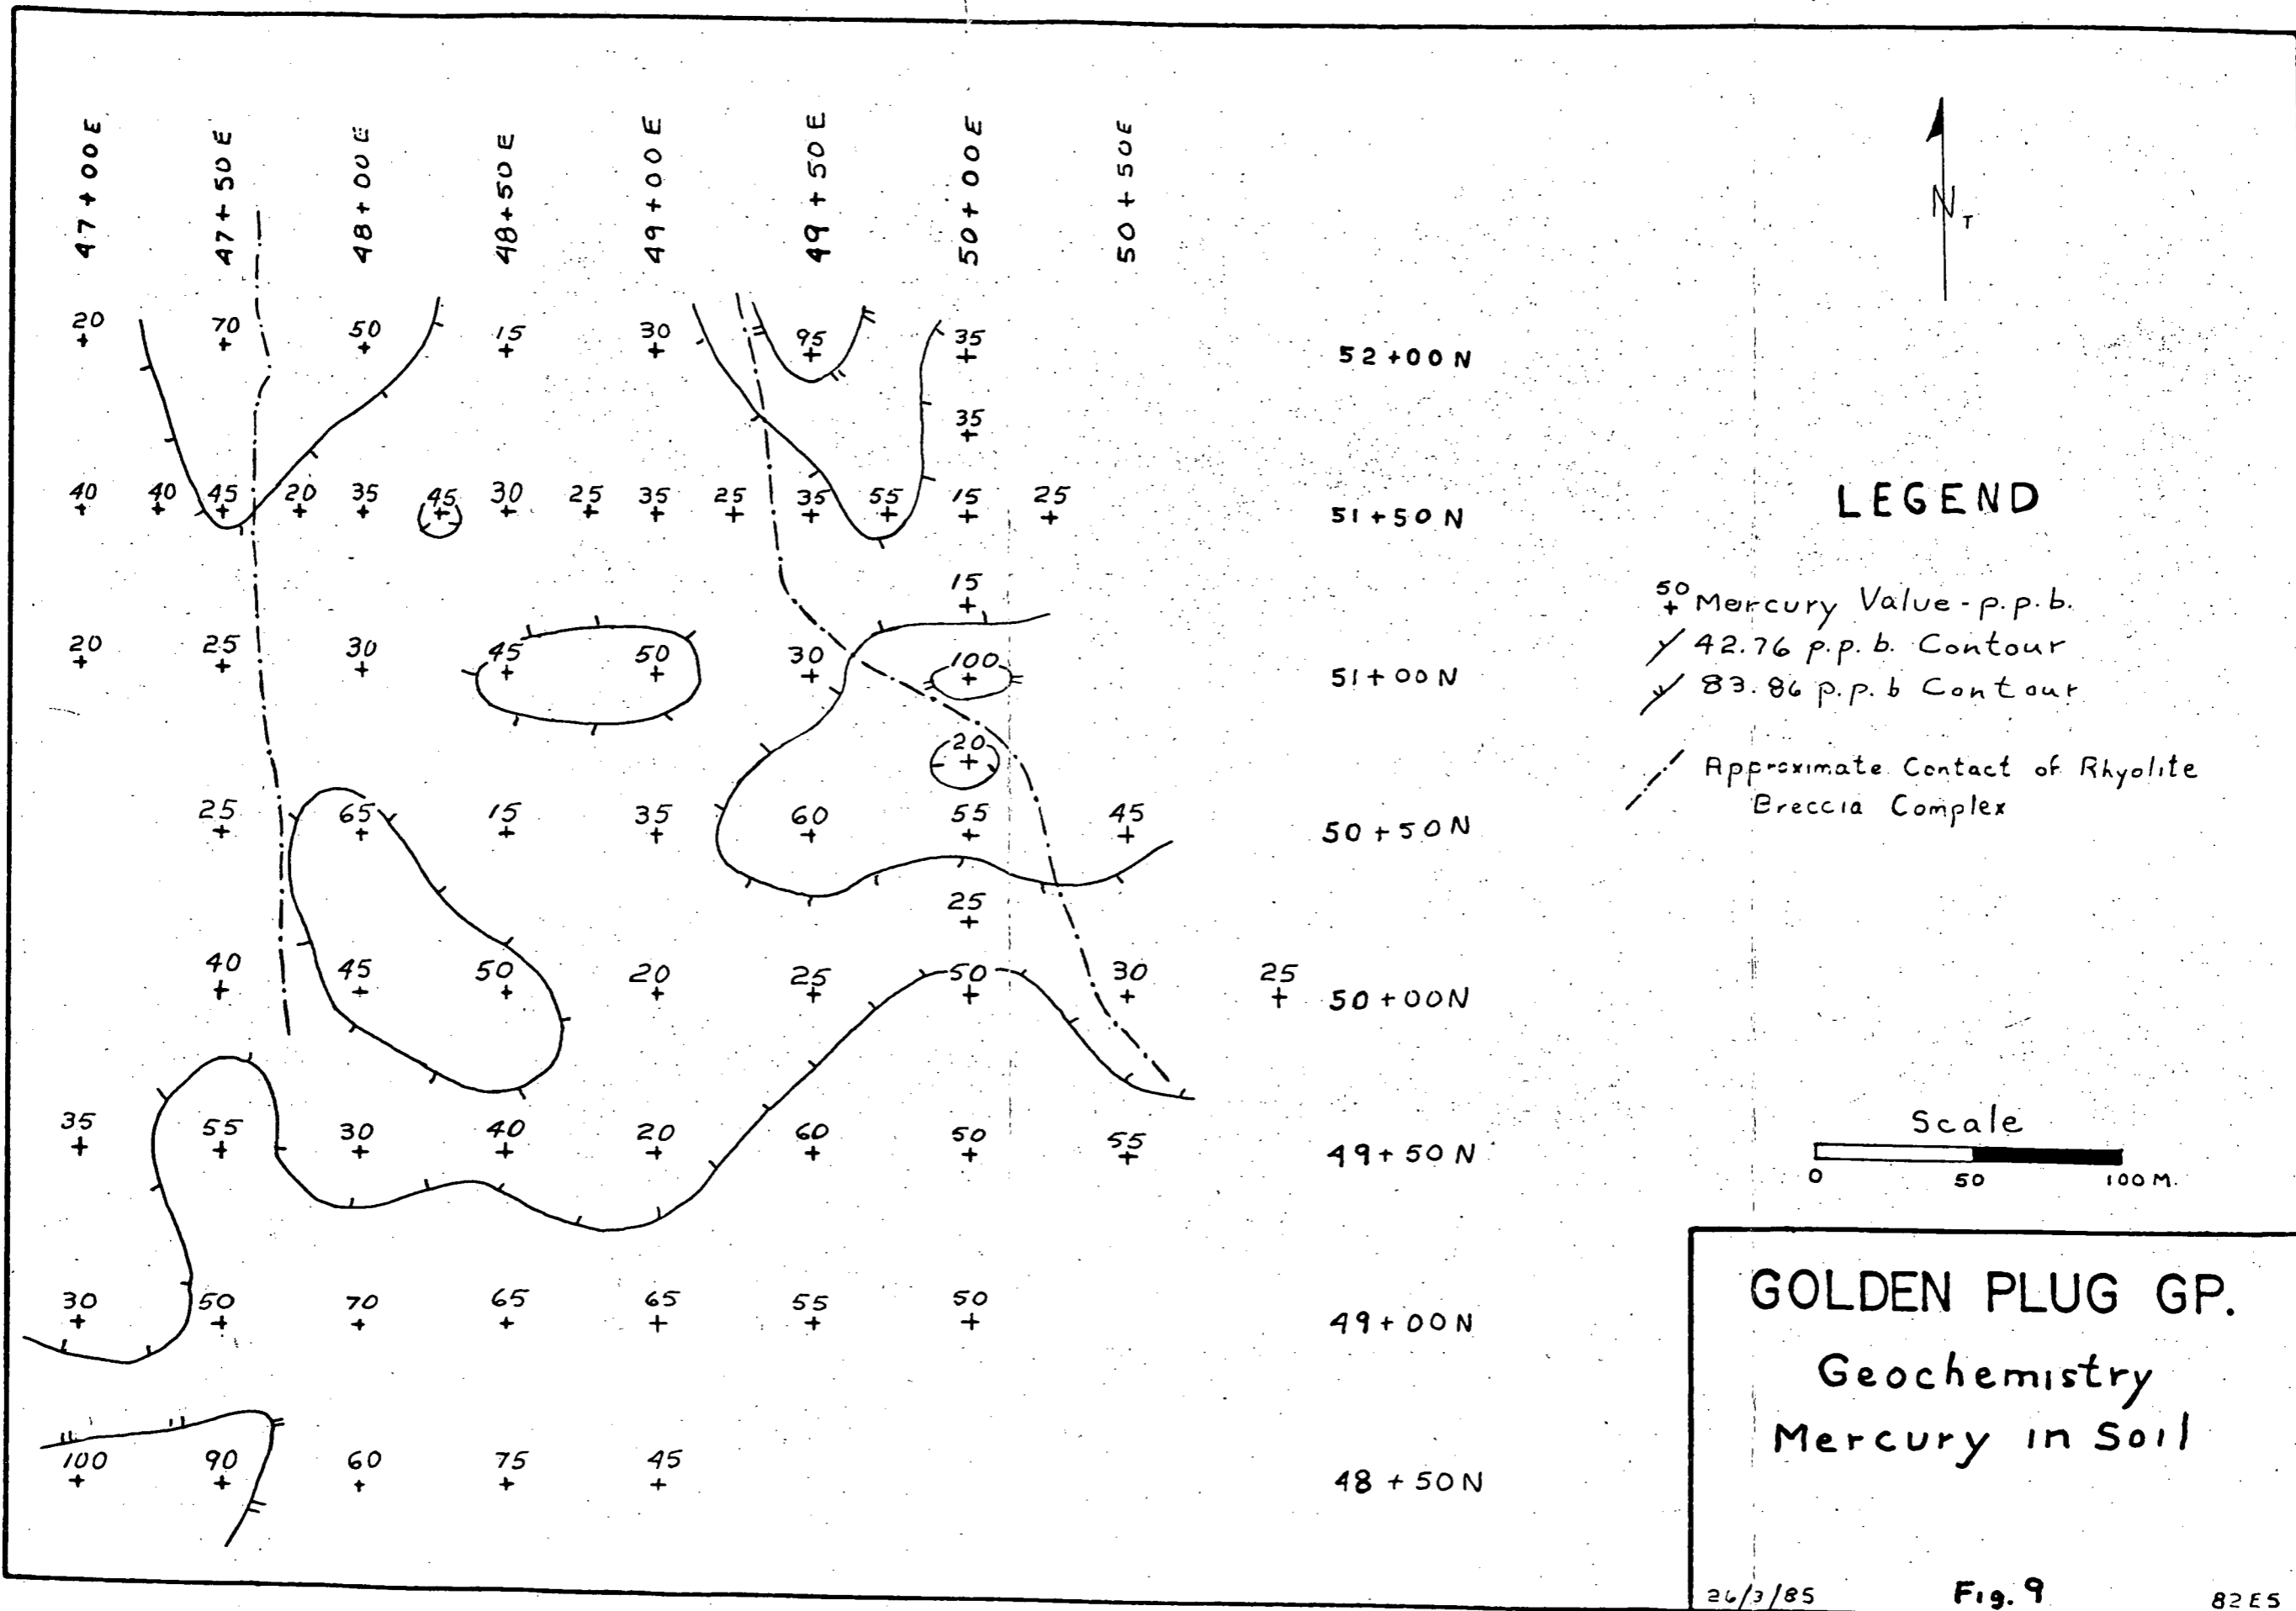 47+00E 47+50E 48+00E 48+50E 49+00E 49+50E 50+00E 50+50E
N T
20 70 50 15 30 95 35
52+00N
35
40 40 45 20 35 45 30 25 35 25 35 55 15 25
51+50N
15
20 25 30 45 50 30 100
51+00N
20
25 65 15 35 60 55 45
50+50N
25
40 45 50 20 25 50 30 25
50+00N
35 55 30 40 20 60 50 55
49+50N
30 50 70 65 65 55 50
49+00N
100 90 60 75 45
48+50N
LEGEND
50 Mercury Value - p.p.b.
42.76 p.p.b. Contour
83.86 p.p.b Contour
Approximate Contact of Rhyolite
Breccia Complex
Scale
0 50 100 M.
GOLDEN PLUG GP.
Geochemistry
Mercury in Soil
26/3/85 Fig. 9 82E5